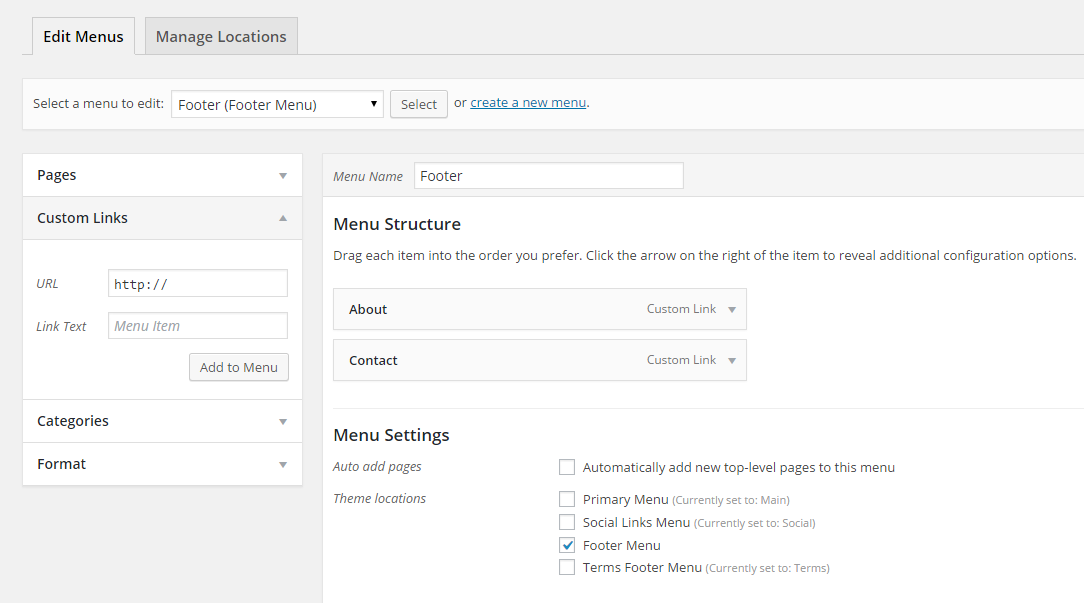 Edit Menus Manage Locations
Select a menu to edit: Footer (Footer Menu) Select or create a new menu.
Pages
Custom Links
URL http://
Link Text Menu Item
Add to Menu
Categories
Format
Menu Name Footer
Menu Structure
Drag each item into the order you prefer. Click the arrow on the right of the item to reveal additional configuration options.
About Custom Link
Contact Custom Link
Menu Settings
Auto add pages Automatically add new top-level pages to this menu
Theme locations Primary Menu (Currently set to: Main)
Social Links Menu (Currently set to: Social)
Footer Menu
Terms Footer Menu (Currently set to: Terms)